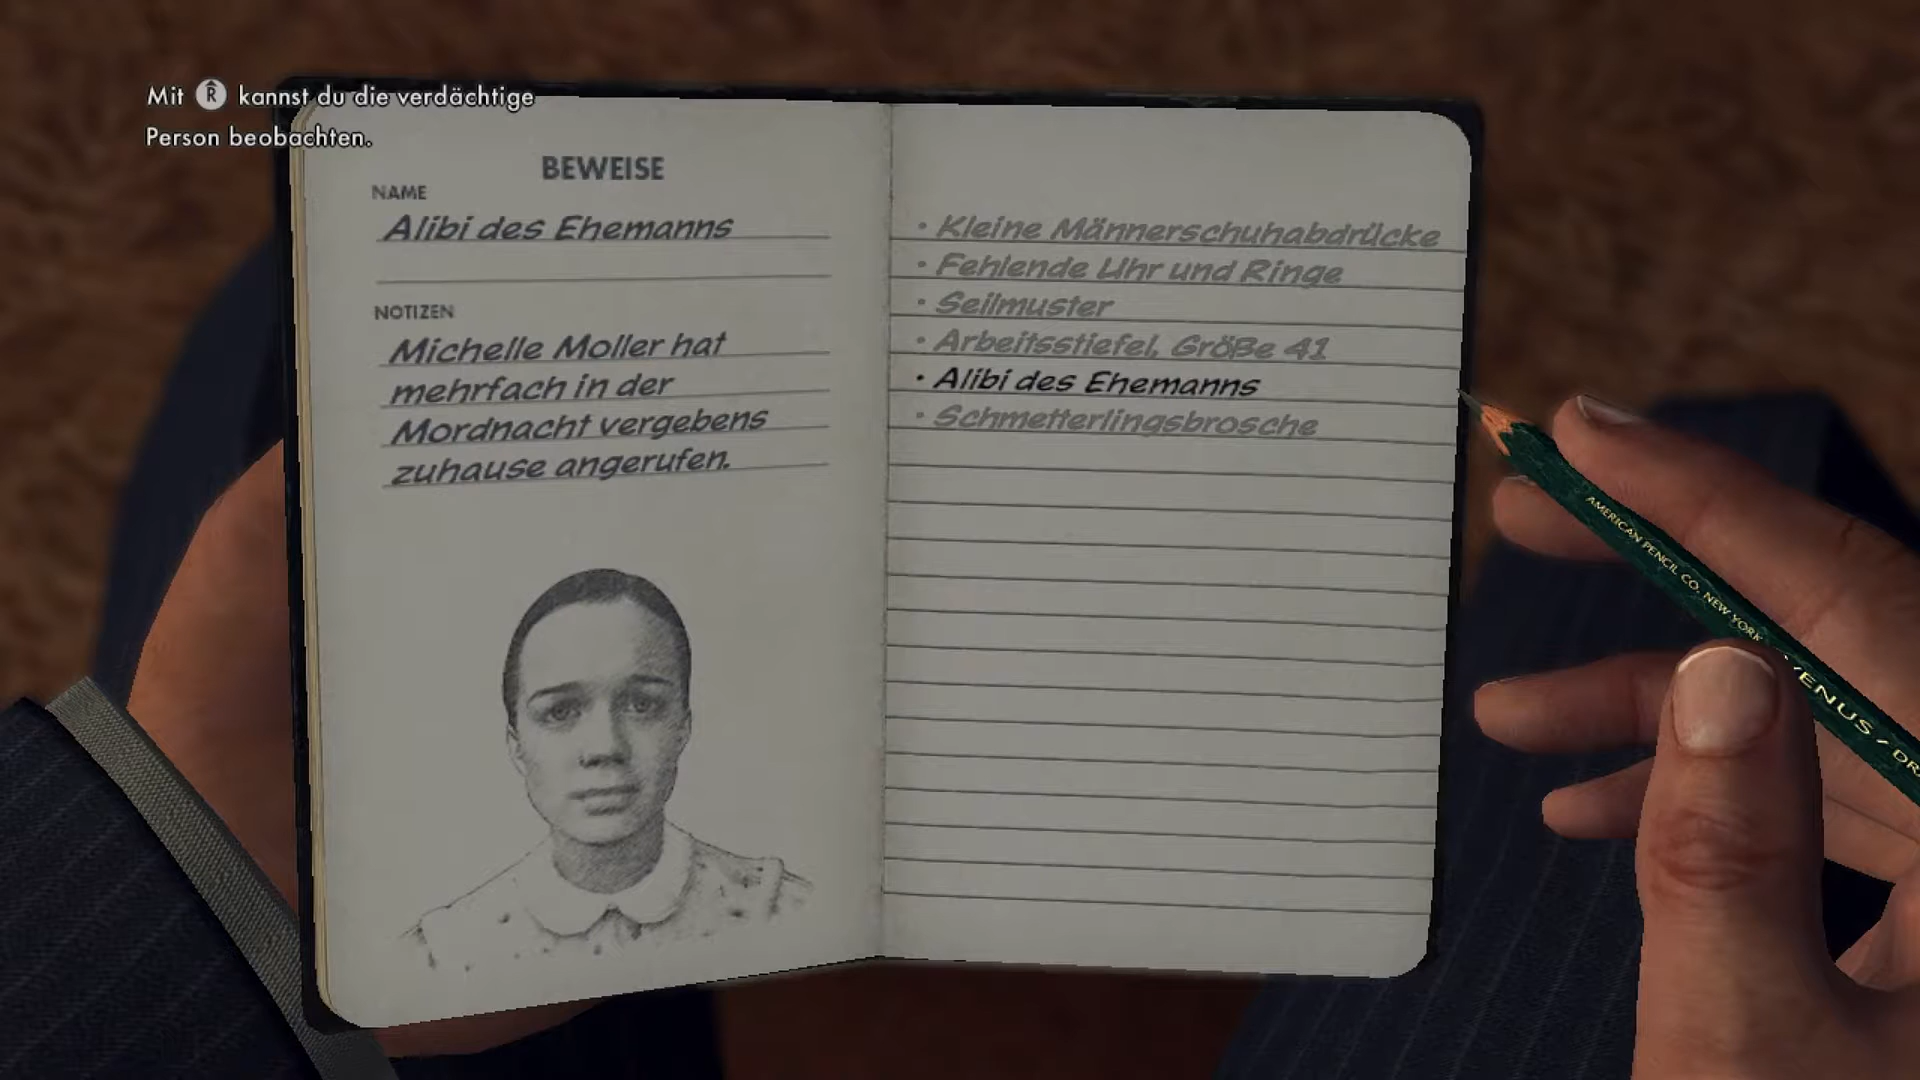 Mit R kannst du die verdächtige
Person beobachten.
BEWEISE
NAME
Alibi des Ehemanns
NOTIZEN
Michelle Moller hat
mehrfach in der
Mordnacht vergebens
zuhause angerufen.
• Kleine Männerschuhabdrücke
• Fehlende Uhr und Ringe
• Seilmuster
• Arbeitsstiefel, Größe 41
• Alibi des Ehemanns
• Schmetterlingsbrosche
AMERICAN PENCIL CO. NEW YORK
VENUS / DR